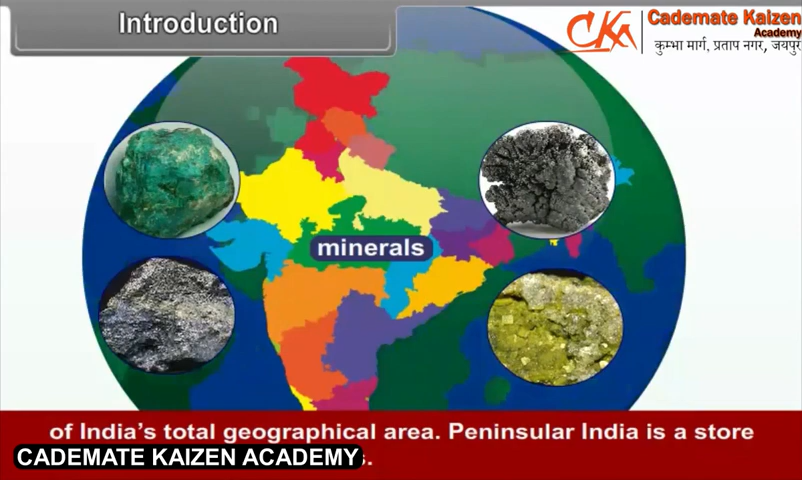 Introduction
CKA
Cademate Kaizen
Academy
कुम्भा मार्ग, प्रताप नगर, जयपुर
minerals
of India's total geographical area. Peninsular India is a store
CADEMATE KAIZEN ACADEMY